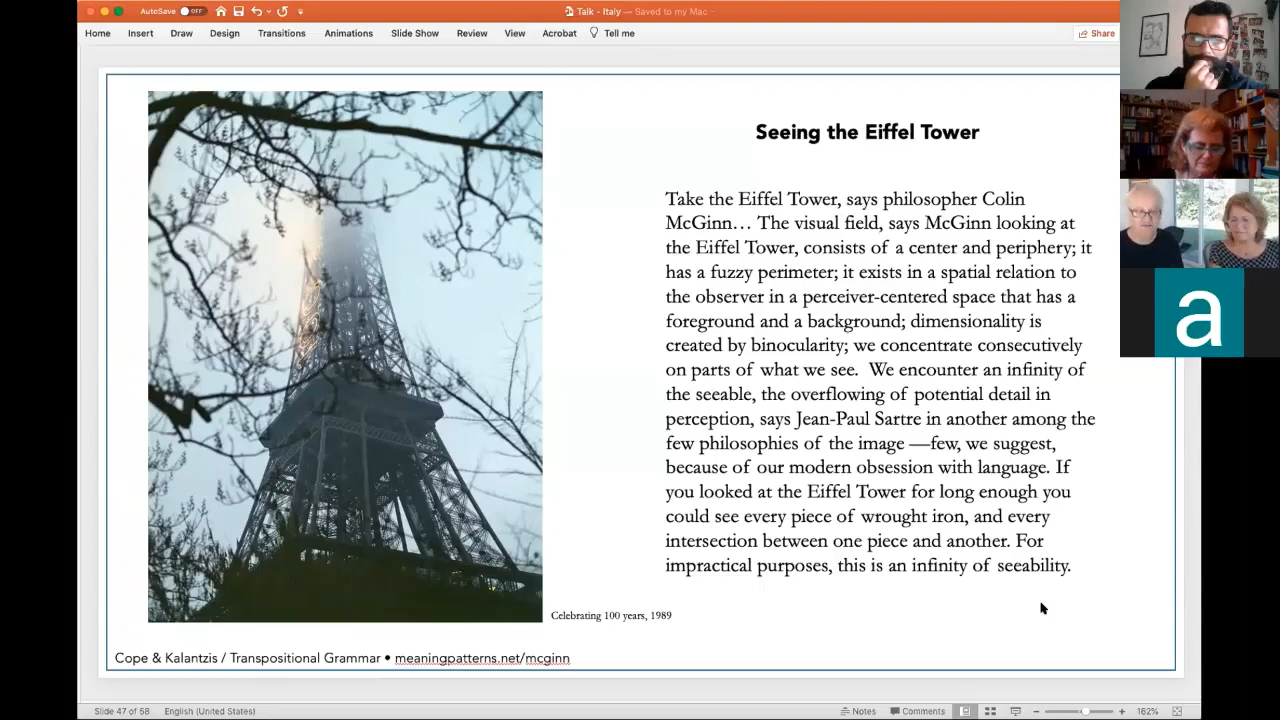 AutoSave OFF
Talk - Italy — Saved to my Mac
Home Insert Draw Design Transitions Animations Slide Show Review View Acrobat Tell me
Share
Seeing the Eiffel Tower
Take the Eiffel Tower, says philosopher Colin
McGinn… The visual field, says McGinn looking at
the Eiffel Tower, consists of a center and periphery; it
has a fuzzy perimeter; it exists in a spatial relation to
the observer in a perceiver-centered space that has a
foreground and a background; dimensionality is
created by binocularity; we concentrate consecutively
on parts of what we see. We encounter an infinity of
the seeable, the overflowing of potential detail in
perception, says Jean-Paul Sartre in another among the
few philosophies of the image —few, we suggest,
because of our modern obsession with language. If
you looked at the Eiffel Tower for long enough you
could see every piece of wrought iron, and every
intersection between one piece and another. For
impractical purposes, this is an infinity of seeability.
Celebrating 100 years, 1989
Cope & Kalantzis / Transpositional Grammar • meaningpatterns.net/mcginn
Slide 47 of 58 English (United States) Notes Comments 162%
a